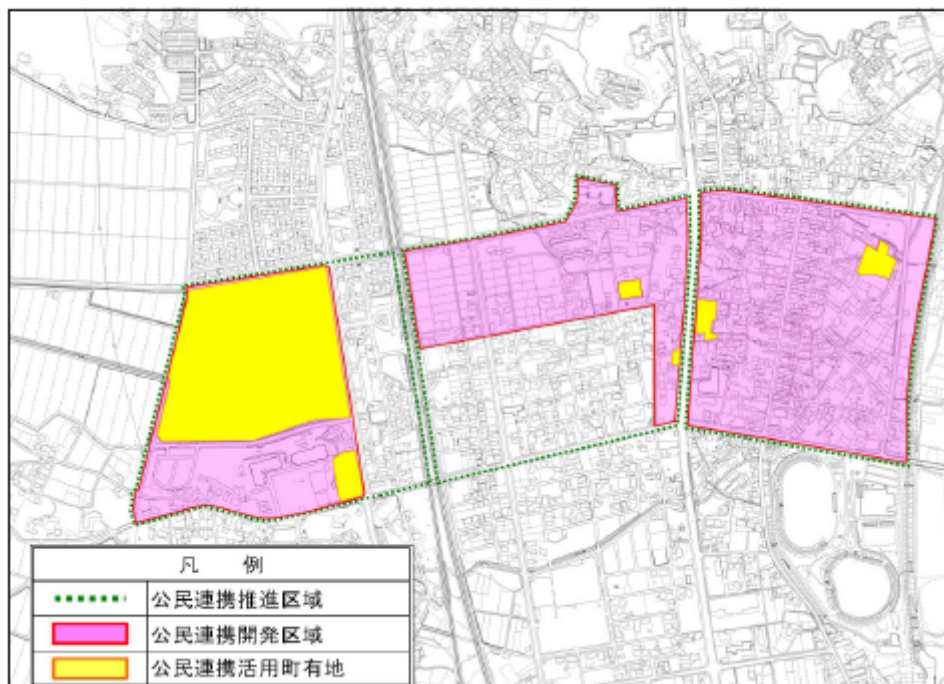 凡 例
公民連携推進区域
公民連携開発区域
公民連携活用町有地